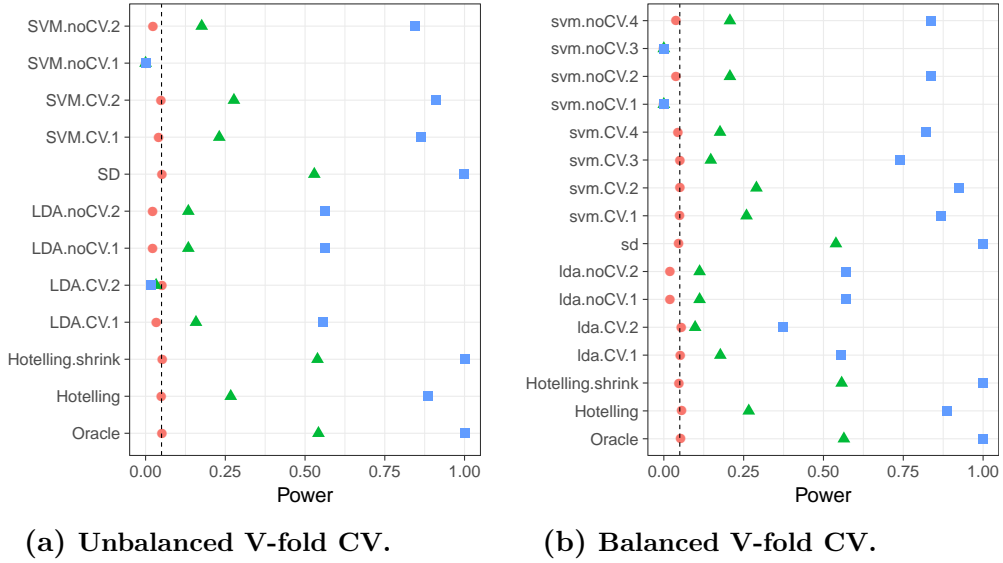 SVM.noCV.2
SVM.noCV.1
SVM.CV.2
SVM.CV.1
SD
LDA.noCV.2
LDA.noCV.1
LDA.CV.2
LDA.CV.1
Hotelling.shrink
Hotelling
Oracle
0.00 0.25 0.50 0.75 1.00
Power
(a) Unbalanced V-fold CV.
svm.noCV.4
svm.noCV.3
svm.noCV.2
svm.noCV.1
svm.CV.4
svm.CV.3
svm.CV.2
svm.CV.1
sd
lda.noCV.2
lda.noCV.1
lda.CV.2
lda.CV.1
Hotelling.shrink
Hotelling
Oracle
0.00 0.25 0.50 0.75 1.00
Power
(b) Balanced V-fold CV.